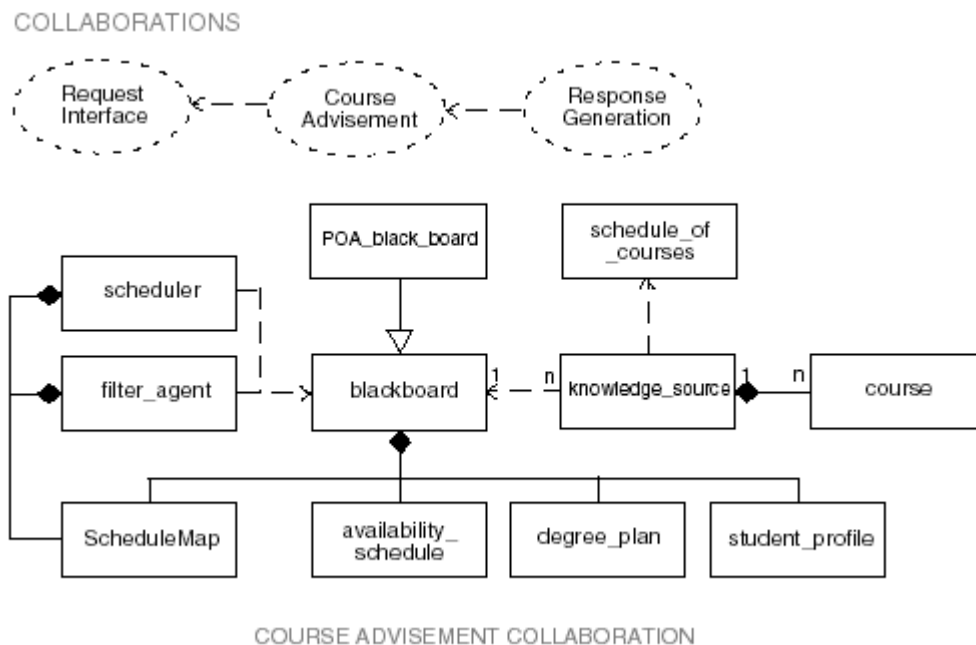 COLLABORATIONS
Request
Interface
Course
Advisement
Response
Generation
POA_black_board
schedule_of
_courses
scheduler
filter_agent
blackboard
1
n
knowledge_source
1
n
course
ScheduleMap
availability_
schedule
degree_plan
student_profile
COURSE ADVISEMENT COLLABORATION